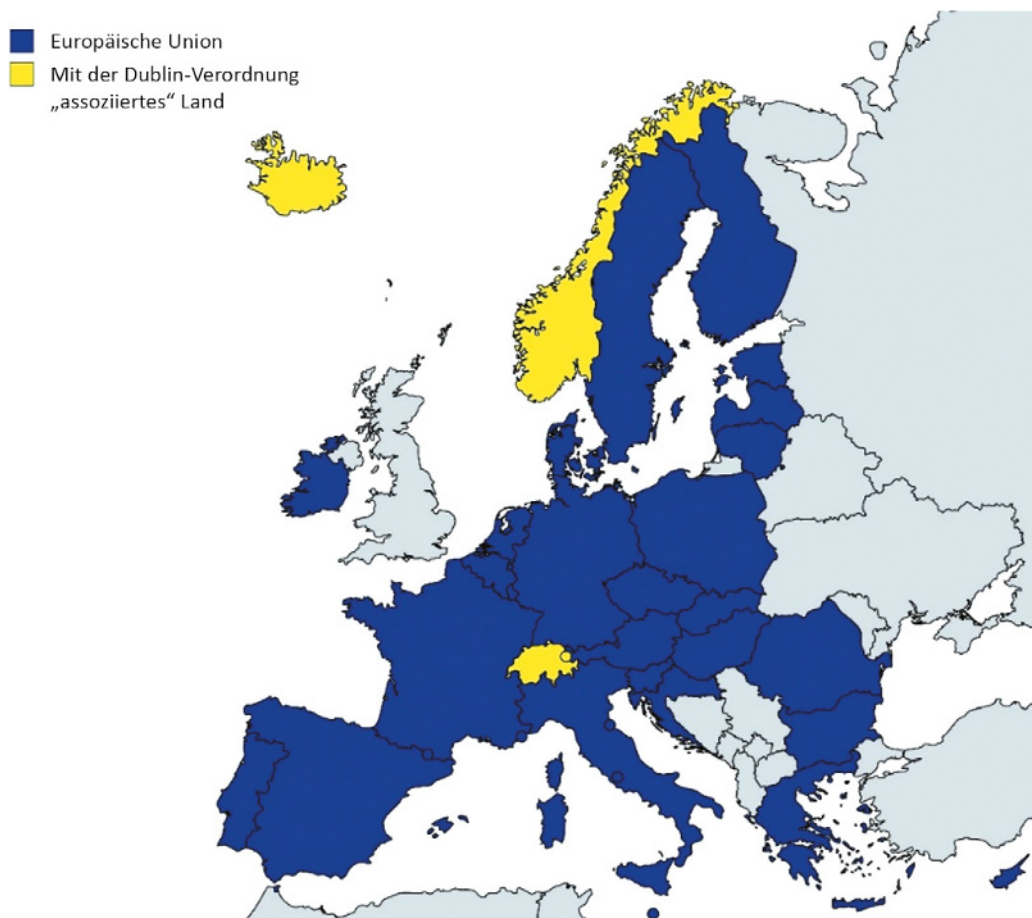 Europäische Union
Mit der Dublin-Verordnung
„assoziiertes“ Land